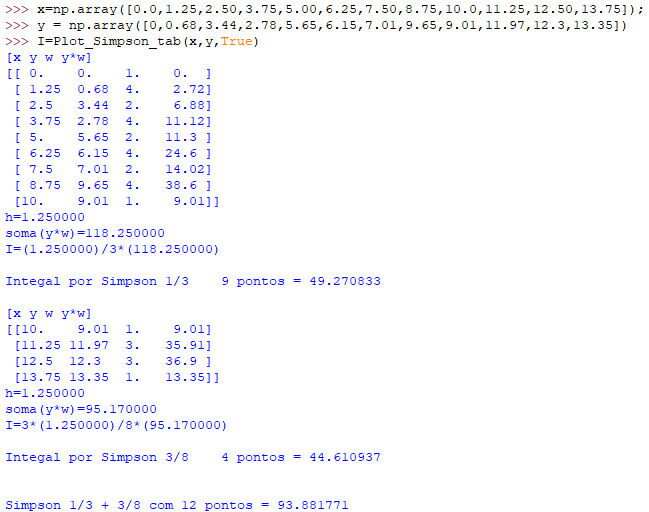 >>> x=np.array([0.0,1.25,2.50,3.75,5.00,6.25,7.50,8.75,10.0,11.25,12.50,13.75]);
>>> y = np.array([0,0.68,3.44,2.78,5.65,6.15,7.01,9.65,9.01,11.97,12.3,13.35])
>>> I=Plot_Simpson_tab(x,y,True)
[x y w y*w]
[[ 0.     0.    1.     0.  ]
 [ 1.25  0.68  4.     2.72]
 [ 2.5   3.44  2.     6.88]
 [ 3.75  2.78  4.    11.12]
 [ 5.    5.65  2.    11.3 ]
 [ 6.25  6.15  4.    24.6 ]
 [ 7.5   7.01  2.    14.02]
 [ 8.75  9.65  4.    38.6 ]
 [10.    9.01  1.     9.01]]
h=1.250000
soma(y*w)=118.250000
I=(1.250000)/3*(118.250000)
Integal por Simpson 1/3    9 pontos = 49.270833
[x y w y*w]
[[10.    9.01  1.     9.01]
 [11.25 11.97  3.    35.91]
 [12.5  12.3   3.    36.9 ]
 [13.75 13.35  1.    13.35]]
h=1.250000
soma(y*w)=95.170000
I=3*(1.250000)/8*(95.170000)
Integal por Simpson 3/8    4 pontos = 44.610937
Simpson 1/3 + 3/8 com 12 pontos = 93.881771